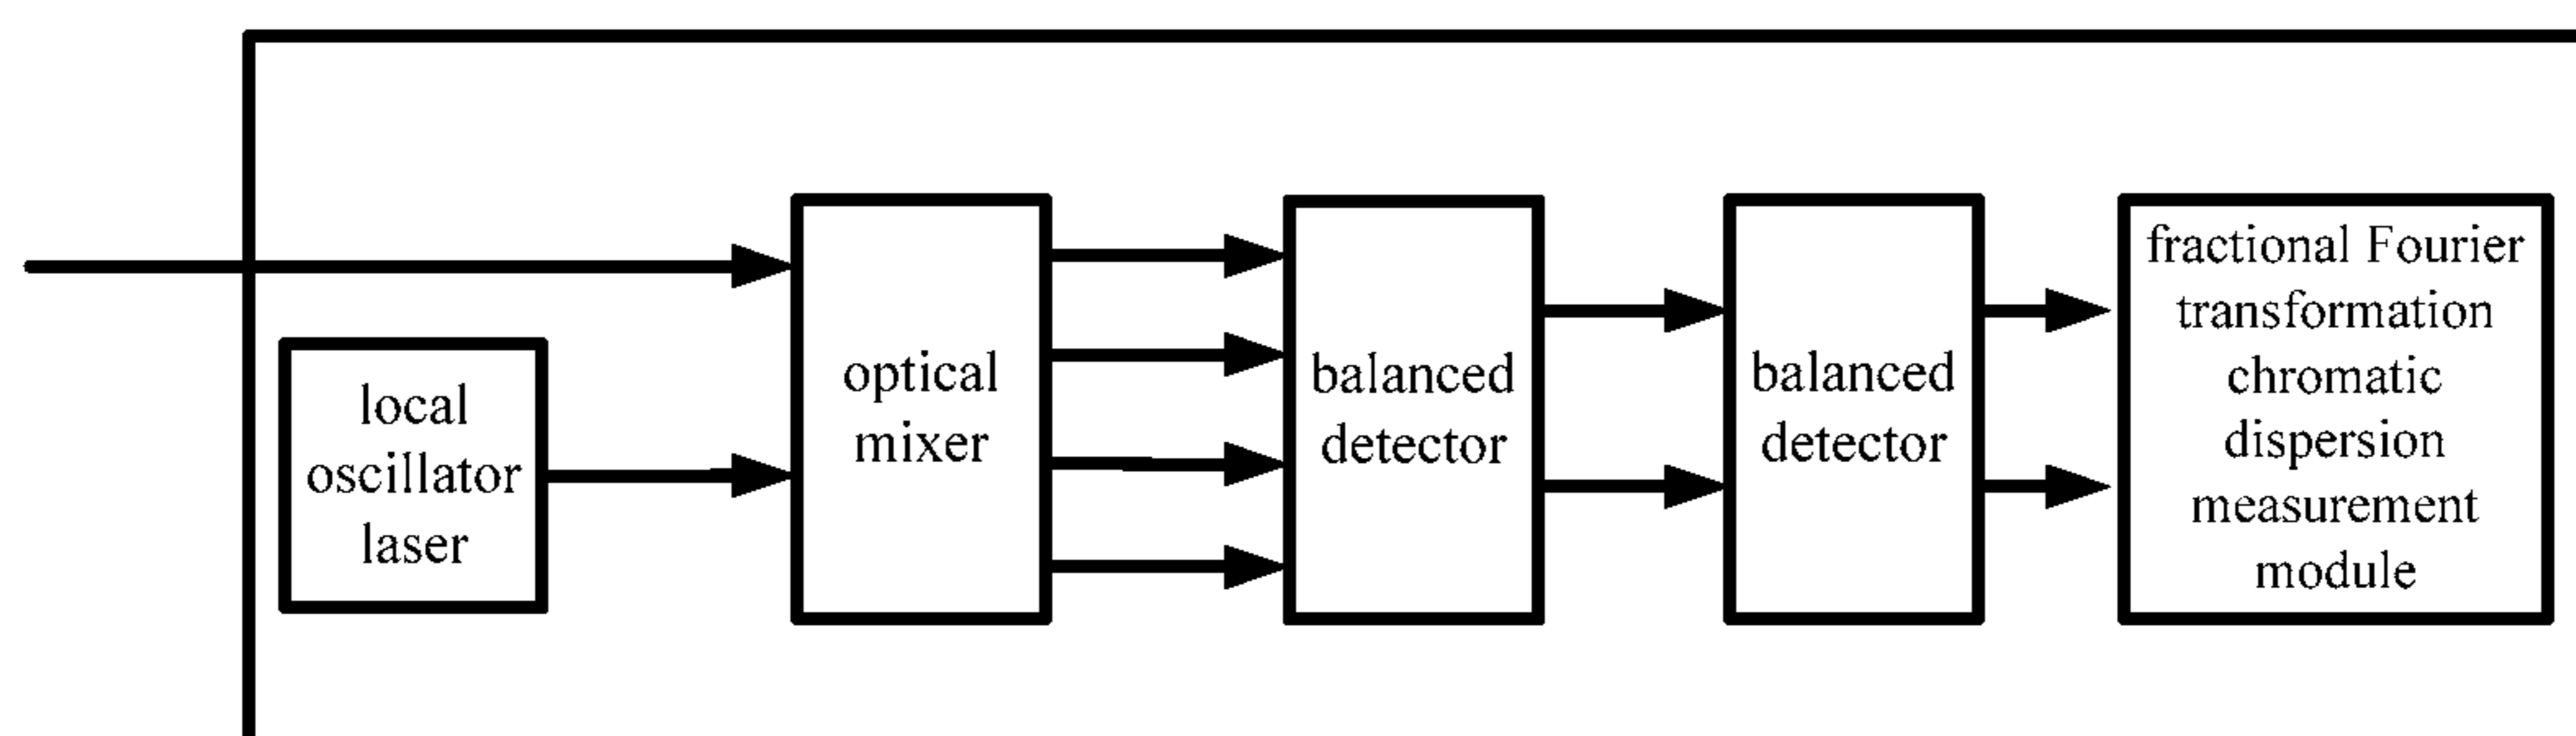 local
oscillator
laser
optical
mixer
balanced
detector
balanced
detector
fractional Fourier
transformation
chromatic
dispersion
measurement
module